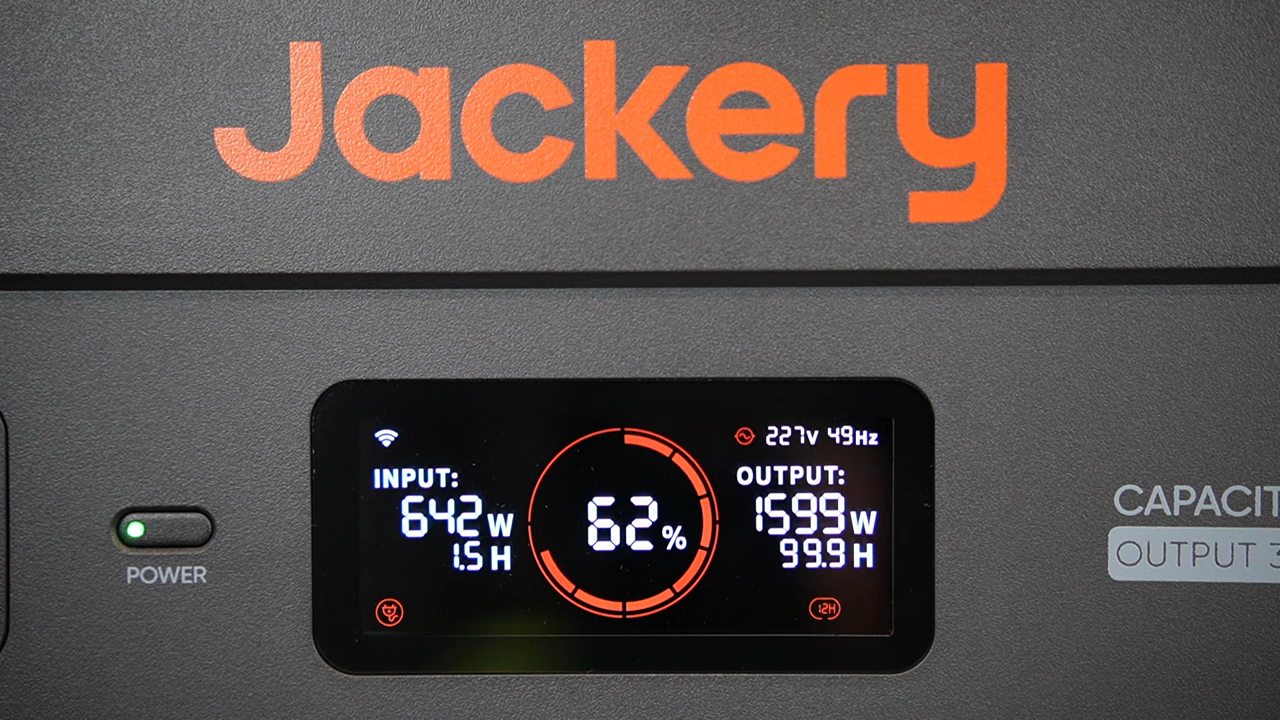 Jackery
227V 49Hz
INPUT:
642W
1.5H
62%
OUTPUT:
1599W
99.9H
12H
POWER
CAPACIT
OUTPUT 3